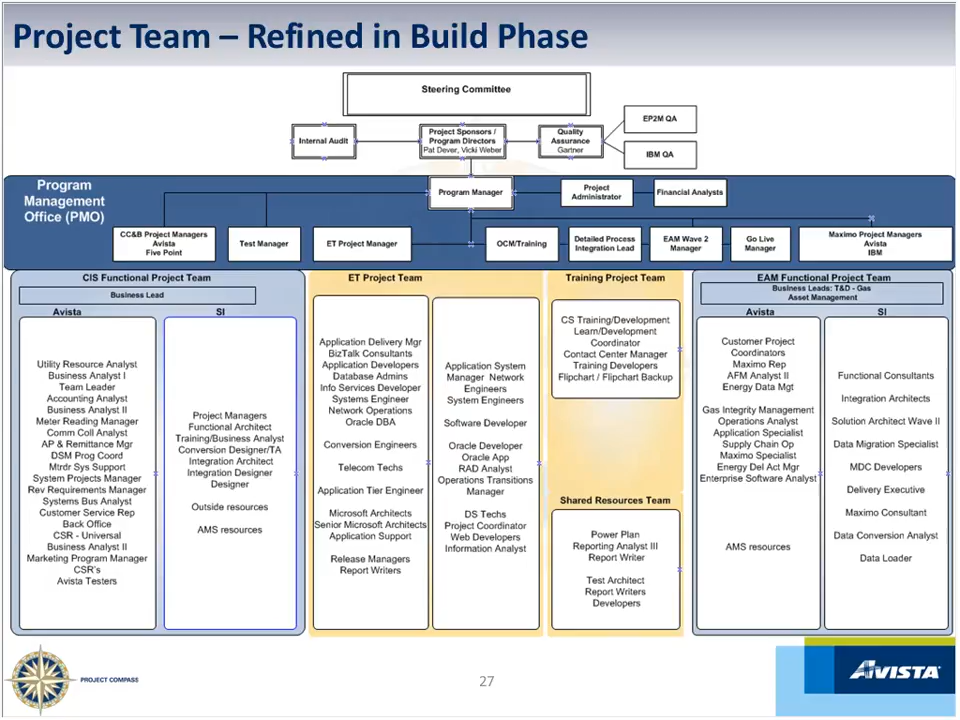 Project Team – Refined in Build Phase
Steering Committee
Internal Audit
Project Sponsors /
Program Directors
Pat Dever, Vicki Weber
Quality
Assurance
Gartner
EP2M QA
IBM QA
Program
Management
Office (PMO)
Program Manager
Project
Administrator
Financial Analysts
CC&B Project Managers
Avista
Five Point
Test Manager
ET Project Manager
OCM/Training
Detailed Process
Integration Lead
EAM Wave 2
Manager
Go Live
Manager
Maximo Project Managers
Avista
IBM
CIS Functional Project Team
Business Lead
Avista
Utility Resource Analyst
Business Analyst I
Team Leader
Accounting Analyst
Business Analyst II
Meter Reading Manager
Comm Coll Analyst
AP & Remittance Mgr
DSM Prog Coord
Mtrdr Sys Support
System Projects Manager
Rev Requirements Manager
Systems Bus Analyst
Customer Service Rep
Back Office
CSR - Universal
Business Analyst II
Marketing Program Manager
CSR's
Avista Testers
SI
Project Managers
Functional Architect
Training/Business Analyst
Conversion Designer/TA
Integration Architect
Integration Designer
Designer
Outside resources
AMS resources
ET Project Team
Application Delivery Mgr
BizTalk Consultants
Application Developers
Database Admins
Info Services Developer
Systems Engineer
Network Operations
Oracle DBA
Conversion Engineers
Telecom Techs
Application Tier Engineer
Microsoft Architects
Senior Microsoft Architects
Application Support
Release Managers
Report Writers
Application System
Manager Network
Engineers
System Engineers
Software Developer
Oracle Developer
Oracle App
RAD Analyst
Operations Transitions
Manager
DS Techs
Project Coordinator
Web Developers
Information Analyst
Training Project Team
CS Training/Development
Learn/Development
Coordinator
Contact Center Manager
Training Developers
Flipchart / Flipchart Backup
Shared Resources Team
Power Plan
Reporting Analyst III
Report Writer
Test Architect
Report Writers
Developers
EAM Functional Project Team
Business Leads: T&D - Gas
Asset Management
Avista
Customer Project
Coordinators
Maximo Rep
AFM Analyst II
Energy Data Mgt
Gas Integrity Management
Operations Analyst
Application Specialist
Supply Chain Op
Maximo Specialist
Energy Del Act Mgr
Enterprise Software Analyst
AMS resources
SI
Functional Consultants
Integration Architects
Solution Architect Wave II
Data Migration Specialist
MDC Developers
Delivery Executive
Maximo Consultant
Data Conversion Analyst
Data Loader
PROJECT COMPASS
27
AVISTA